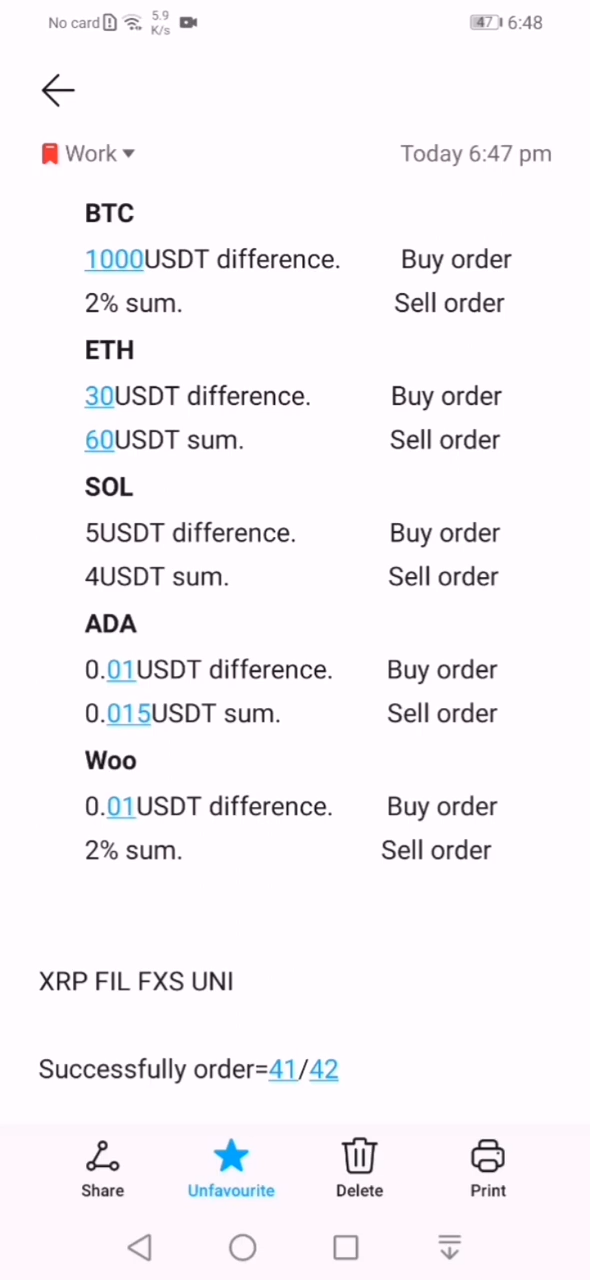 No card 5.9 K/s 47 6:48
Work Today 6:47 pm
BTC
1000USDT difference. Buy order
2% sum. Sell order
ETH
30USDT difference. Buy order
60USDT sum. Sell order
SOL
5USDT difference. Buy order
4USDT sum. Sell order
ADA
0.01USDT difference. Buy order
0.015USDT sum. Sell order
Woo
0.01USDT difference. Buy order
2% sum. Sell order
XRP FIL FXS UNI
Successfully order=41/42
Share Unfavourite Delete Print